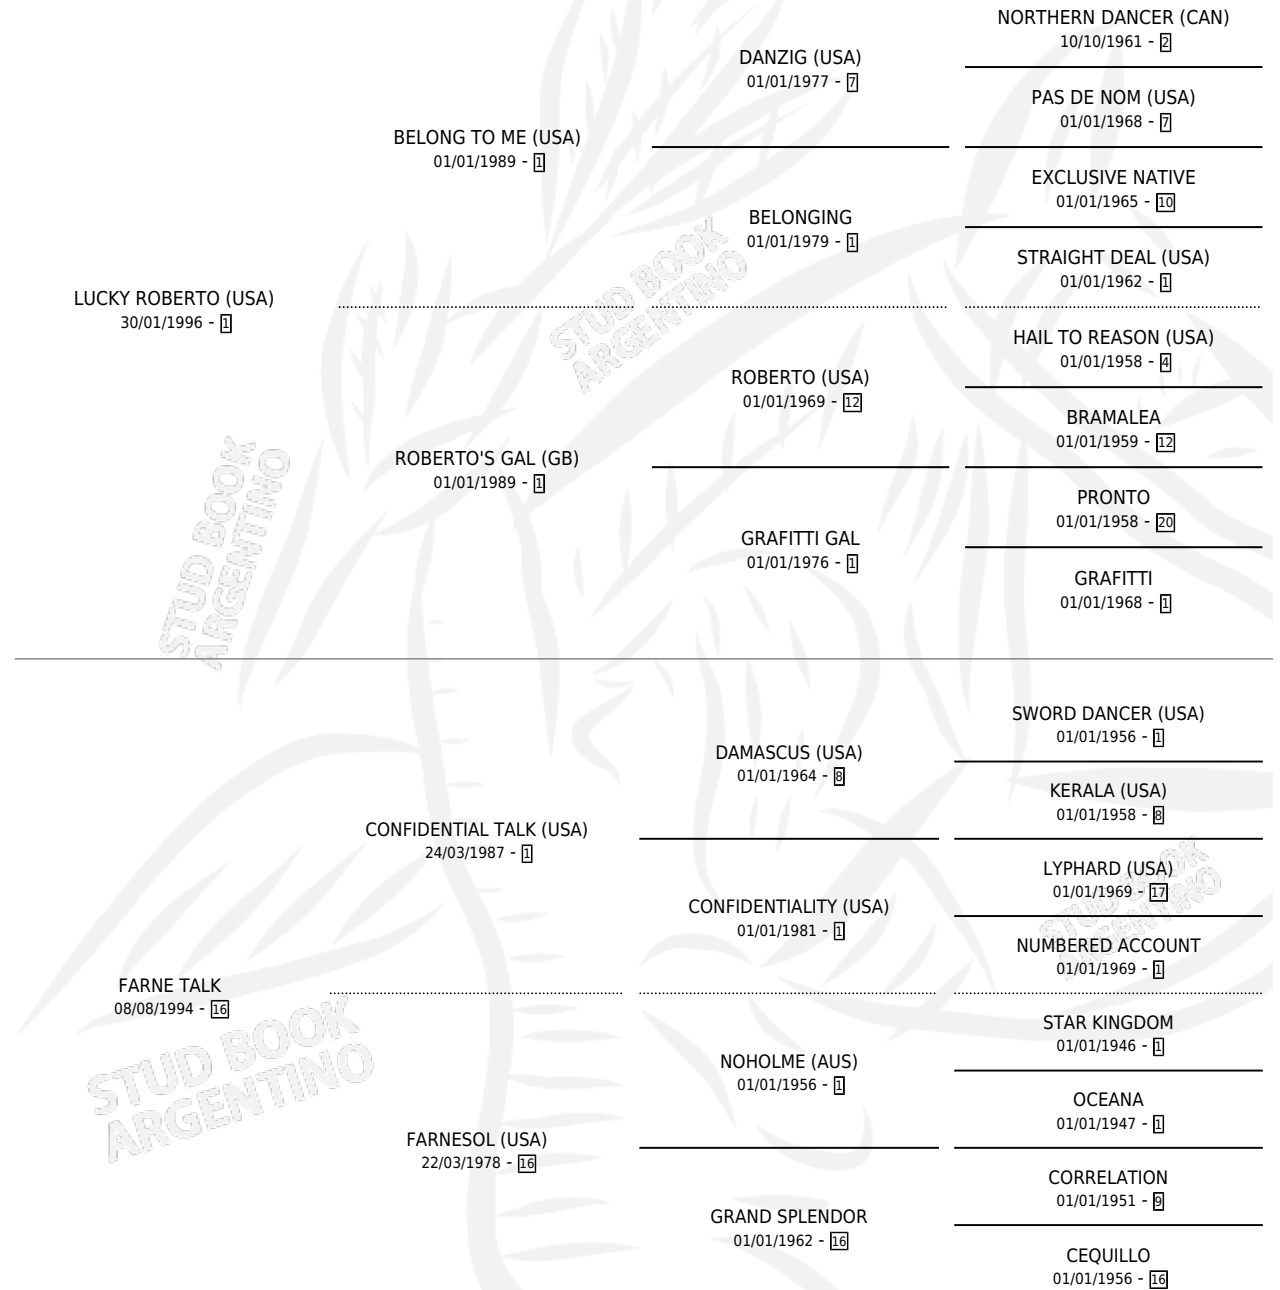 NORTHERN DANCER (CAN)
10/10/1961 - 2
DANZIG (USA)
01/01/1977 - 7
PAS DE NOM (USA)
01/01/1968 - 7
BELONG TO ME (USA)
01/01/1989 - 1
EXCLUSIVE NATIVE
01/01/1965 - 10
BELONGING
01/01/1979 - 1
STRAIGHT DEAL (USA)
01/01/1962 - 1
LUCKY ROBERTO (USA)
30/01/1996 - 1
STUD BOOK
ARGENTINO
HAIL TO REASON (USA)
01/01/1958 - 4
ROBERTO (USA)
01/01/1969 - 12
BRAMALEA
01/01/1959 - 12
ROBERTO'S GAL (GB)
01/01/1989 - 1
PRONTO
01/01/1958 - 20
GRAFITTI GAL
01/01/1976 - 1
GRAFITTI
01/01/1968 - 1
STUD BOOK
ARGENTINO
SWORD DANCER (USA)
01/01/1956 - 1
DAMASCUS (USA)
01/01/1964 - 8
KERALA (USA)
01/01/1958 - 8
CONFIDENTIAL TALK (USA)
24/03/1987 - 1
LYPHARD (USA)
01/01/1969 - 17
CONFIDENTIALITY (USA)
01/01/1981 - 1
STUD BOOK
ARGENTINO
NUMBERED ACCOUNT
01/01/1969 - 1
FARNE TALK
08/08/1994 - 16
STUD BOOK
ARGENTINO
STAR KINGDOM
01/01/1946 - 1
NOHOLME (AUS)
01/01/1956 - 1
OCEANA
01/01/1947 - 1
FARNESOL (USA)
22/03/1978 - 16
CORRELATION
01/01/1951 - 9
GRAND SPLENDOR
01/01/1962 - 16
CEQUILLO
01/01/1956 - 16